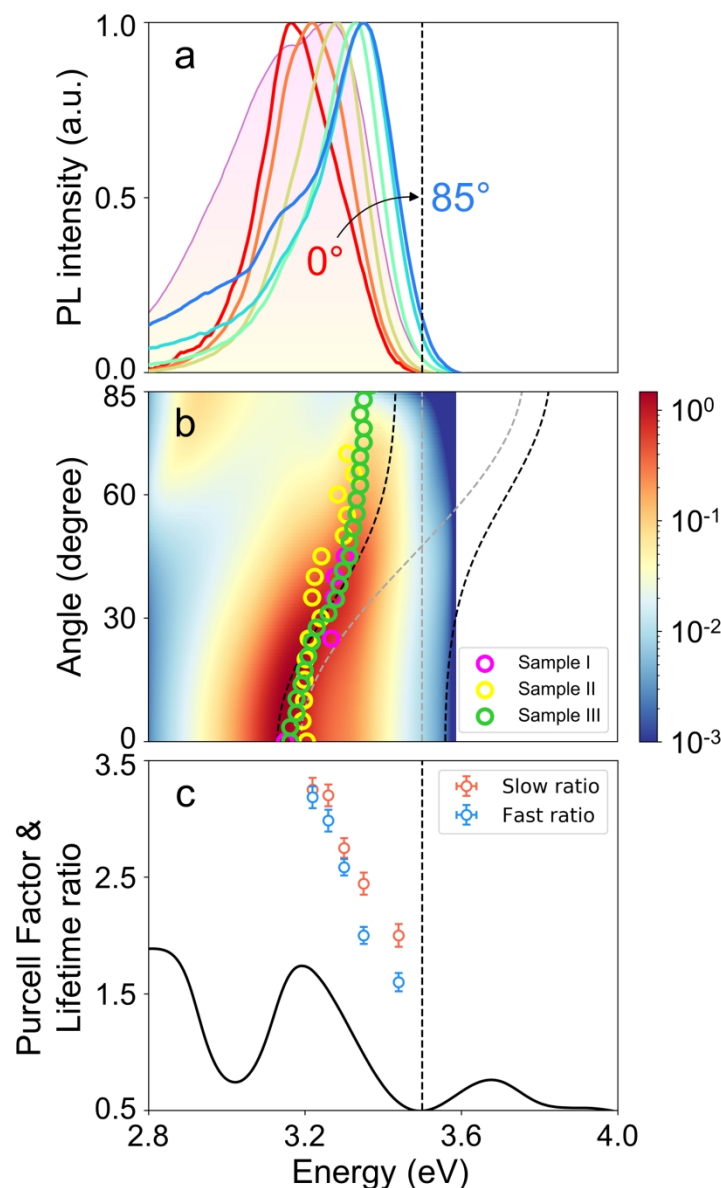 a
PL intensity (a.u.)
1.0
0.5
0.0
0°
85°
b
Angle (degree)
85
60
30
0
Sample I
Sample II
Sample III
10^0
10^-1
10^-2
10^-3
c
Purcell Factor &
Lifetime ratio
3.5
2.5
1.5
0.5
Slow ratio
Fast ratio
2.8
3.2
3.6
4.0
Energy (eV)